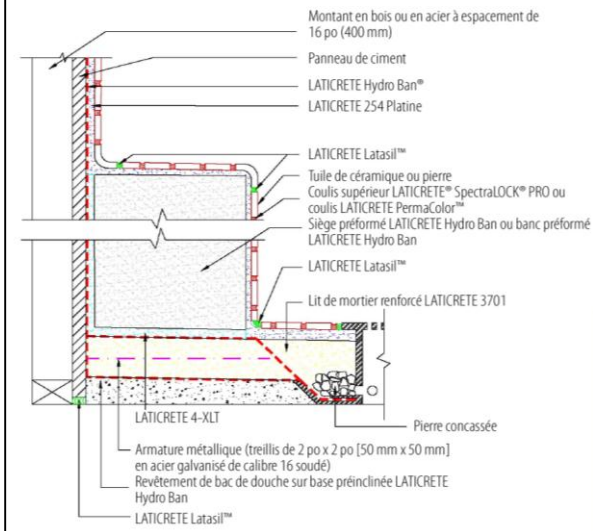 Montant en bois ou en acier à espacement de
16 po (400 mm)
Panneau de ciment
LATICRETE Hydro Ban®
LATICRETE 254 Platine
LATICRETE Latasil™
Tuile de céramique ou pierre
Coulis supérieur LATICRETE® SpectraLOCK® PRO ou
coulis LATICRETE PermaColor™
Siège préformé LATICRETE Hydro Ban ou banc préformé
LATICRETE Hydro Ban
LATICRETE Latasil™
Lit de mortier renforcé LATICRETE 3701
LATICRETE 4-XLT
Pierre concassée
Armature métallique (treillis de 2 po x 2 po [50 mm x 50 mm]
en acier galvanisé de calibre 16 soudé)
Revêtement de bac de douche sur base préinclinée LATICRETE
Hydro Ban
LATICRETE Latasil™